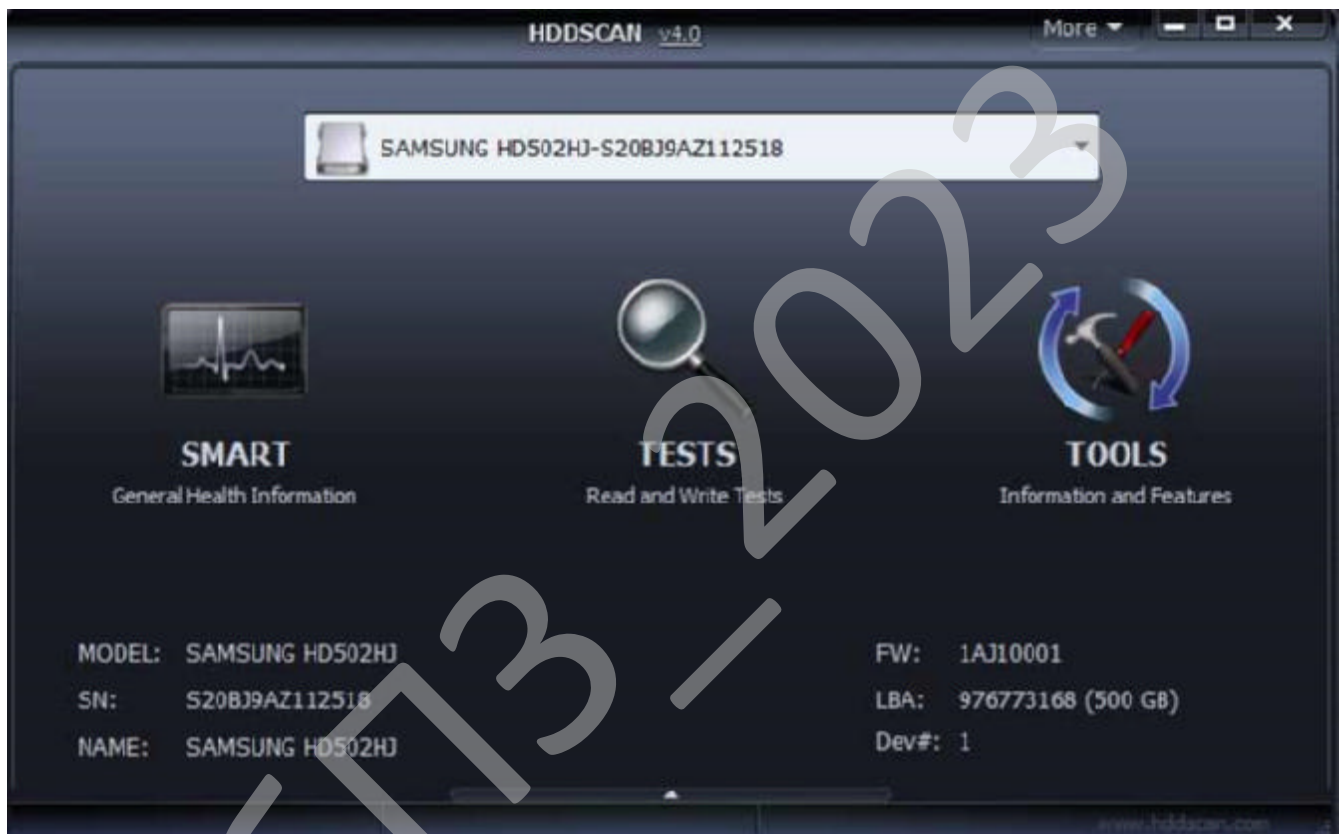 HDDSCAN v4.0
More
SAMSUNG HD502HJ-S20BJ9AZ112518
SMART
General Health Information
TESTS
Read and Write Tests
TOOLS
Information and Features
MODEL: SAMSUNG HD502HJ
SN: S20BJ9AZ112518
NAME: SAMSUNG HD502HJ
FW: 1AJ10001
LBA: 976773168 (500 GB)
Dev#: 1
www.hddscan.com
ТПЗ_2023